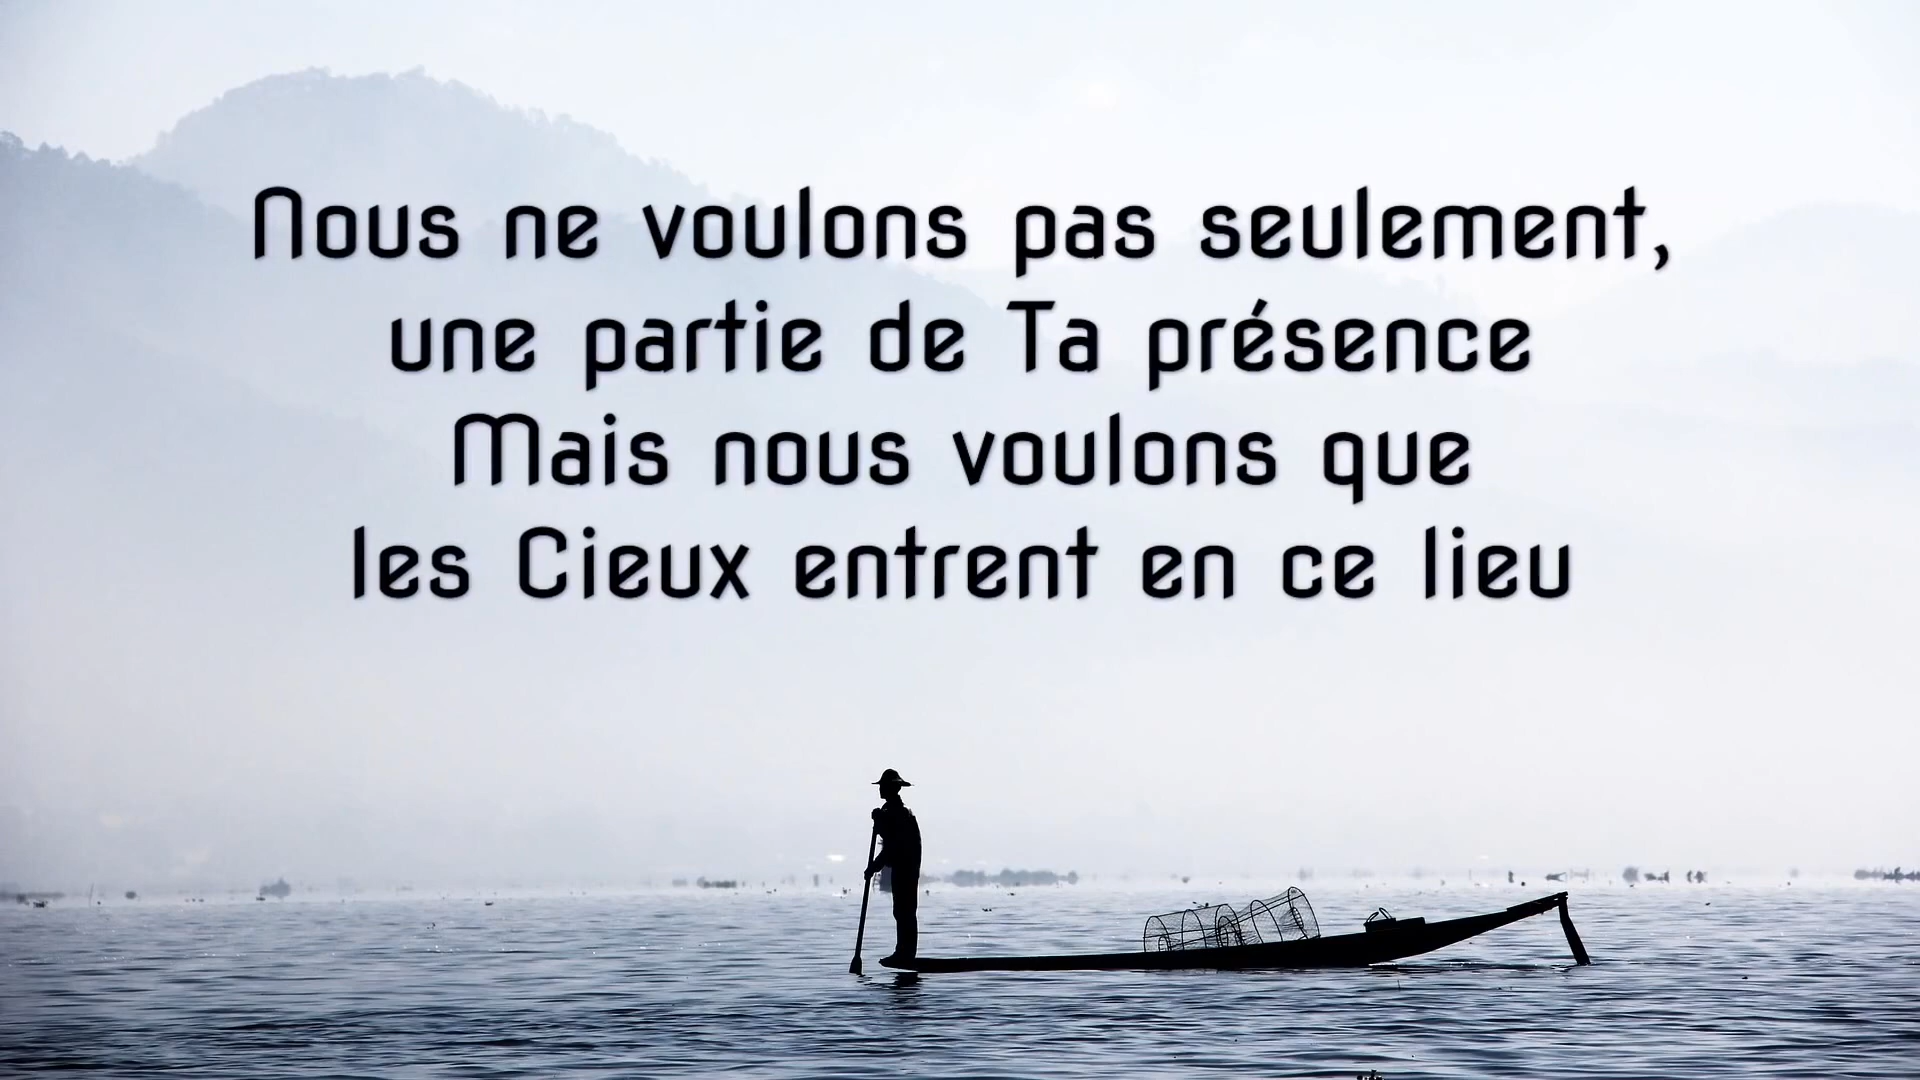 Nous ne voulons pas seulement,
une partie de Ta présence
Mais nous voulons que
les Cieux entrent en ce lieu